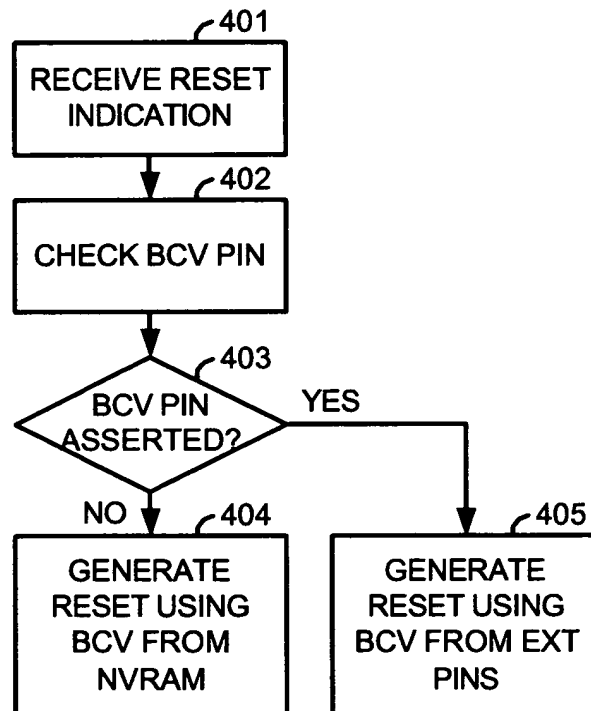 401
RECEIVE RESET
INDICATION
402
CHECK BCV PIN
403
BCV PIN
ASSERTED?
YES
NO
404
GENERATE
RESET USING
BCV FROM
NVRAM
405
GENERATE
RESET USING
BCV FROM EXT
PINS